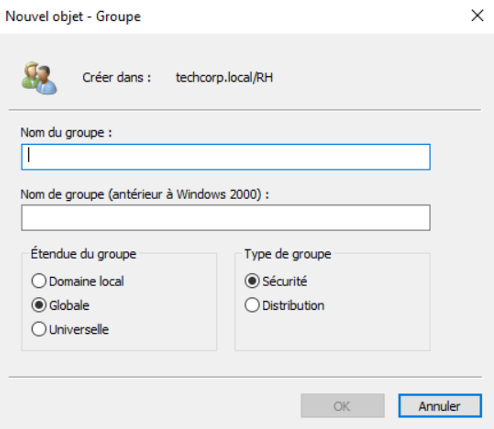 Nouvel objet - Groupe
Créer dans : techcorp.local/RH
Nom du groupe :
Nom de groupe (antérieur à Windows 2000) :
Étendue du groupe
Domaine local
Globale
Universelle
Type de groupe
Sécurité
Distribution
OK
Annuler